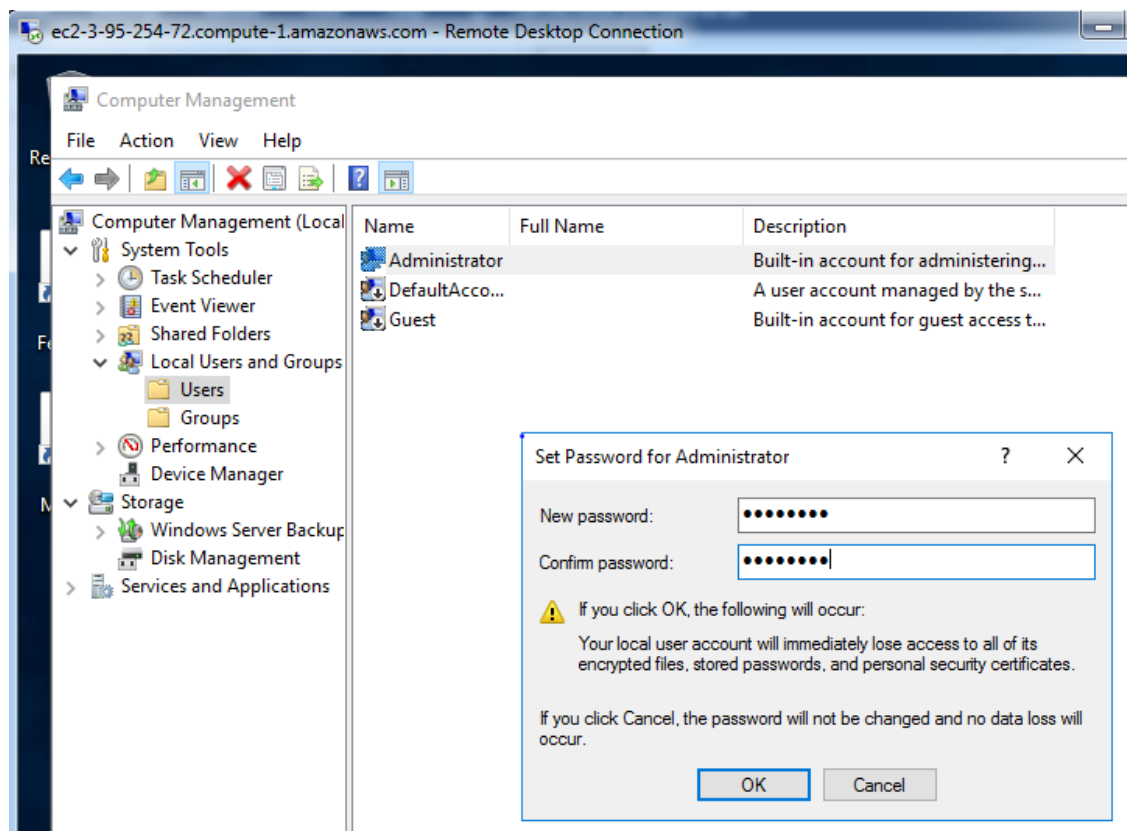 ec2-3-95-254-72.compute-1.amazonaws.com - Remote Desktop Connection
Computer Management
File Action View Help
Re
Computer Management (Local
System Tools
Task Scheduler
Event Viewer
Shared Folders
Local Users and Groups
Users
Groups
Performance
Device Manager
Storage
Windows Server Backup
Disk Management
Services and Applications
Fe
M
Name Full Name Description
Administrator Built-in account for administering...
DefaultAcco... A user account managed by the s...
Guest Built-in account for guest access t...
Set Password for Administrator ?
New password: ●●●●●●●●
Confirm password: ●●●●●●●●
If you click OK, the following will occur:
Your local user account will immediately lose access to all of its
encrypted files, stored passwords, and personal security certificates.
If you click Cancel, the password will not be changed and no data loss will
occur.
OK Cancel